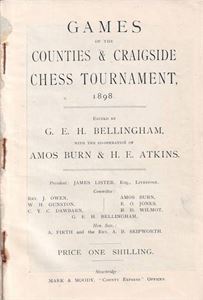 GAMES
OF THE
COUNTIES & CRAIGSIDE
CHESS TOURNAMENT,
1898.
EDITED BY
G. E. H. BELLINGHAM,
WITH THE CO-OPERATION OF
AMOS BURN & H. E. ATKINS.
President: JAMES LISTER, Esq., LIVERPOOL.
Committee:
REV. J. OWEN, AMOS BURN,
W. H. GUNSTON, E. O. JONES,
C. Y. C. DAWBARN, R. B. WILMOT,
G. E. H. BELLINGHAM,
Hon. Secs.:
A. FIRTH and the REV. A. B. SKIPWORTH.
PRICE ONE SHILLING.
Stourbridge
MARK & MOODY, "COUNTY EXPRESS" OFFICES